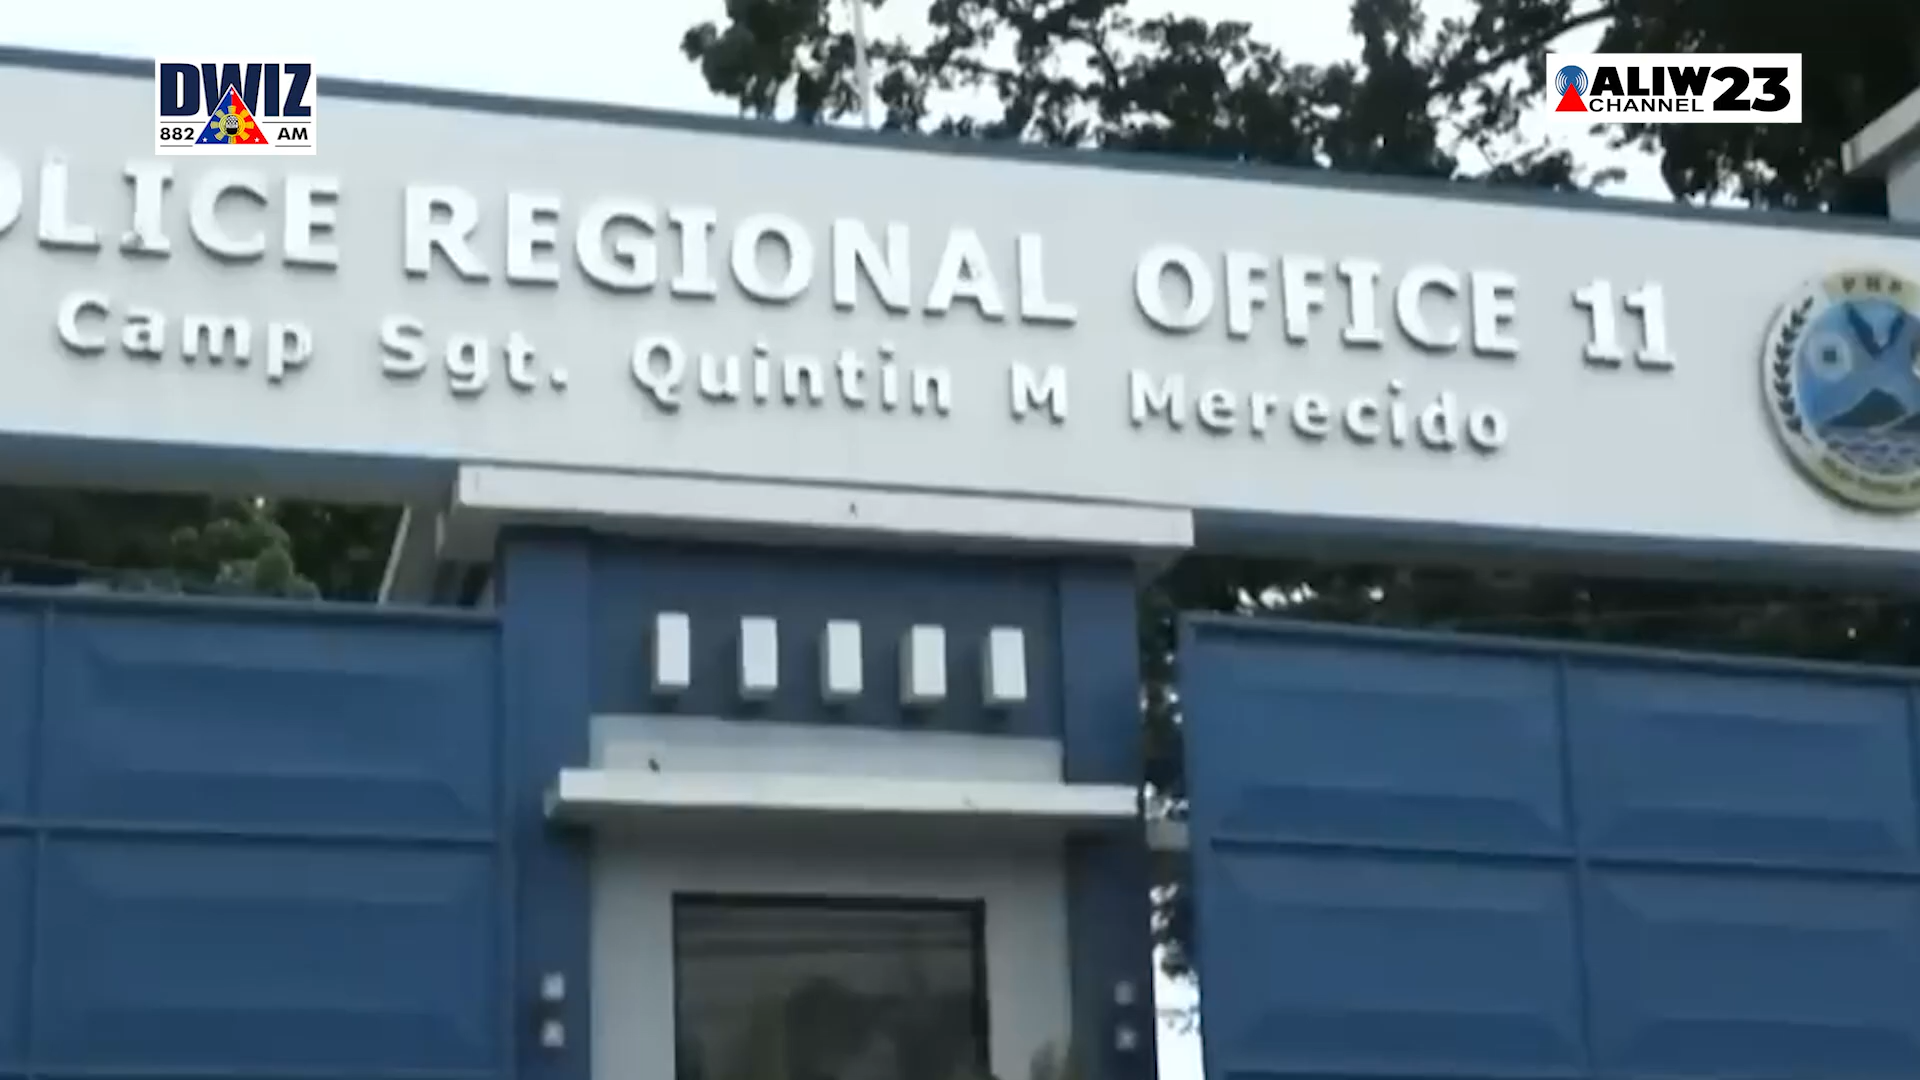 DWIZ
882 AM
ALIW 23
CHANNEL
OLICE REGIONAL OFFICE 11
Camp Sgt. Quintin M Merecido